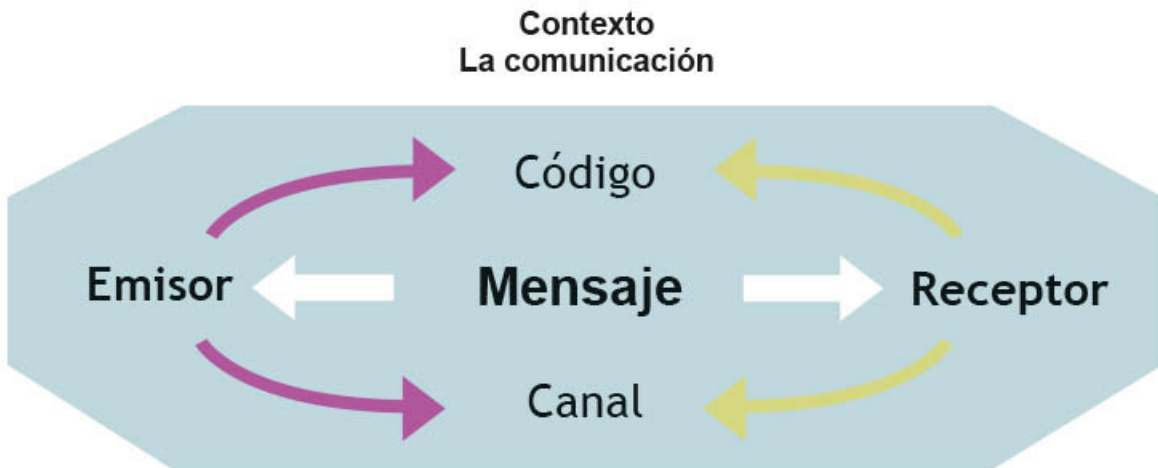 Contexto
La comunicación
Código
Emisor
Mensaje
Receptor
Canal